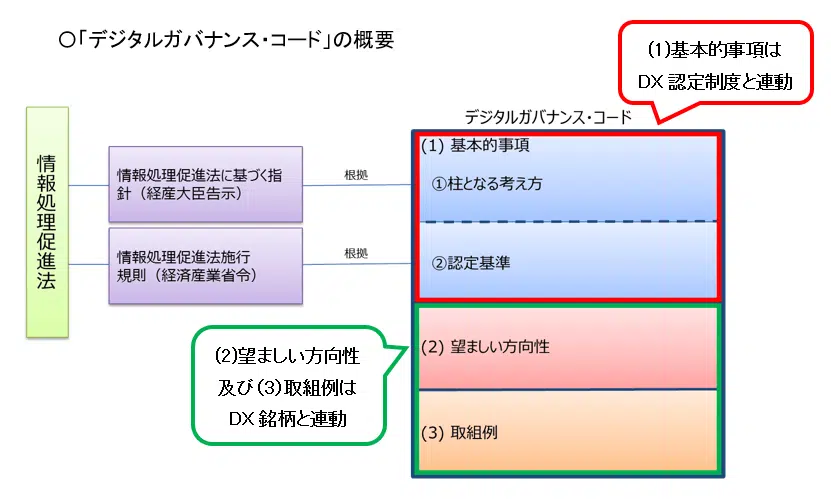 ○「デジタルガバナンス・コード」の概要
(1)基本的事項は
DX 認定制度と連動
デジタルガバナンス・コード
情報処理促進法
情報処理促進法に基づく指
針（経産大臣告示）
根拠
(1) 基本的事項
①柱となる考え方
情報処理促進法施行
規則（経済産業省令）
根拠
②認定基準
(2)望ましい方向性
及び(3)取組例は
DX 銘柄と連動
(2) 望ましい方向性
(3) 取組例